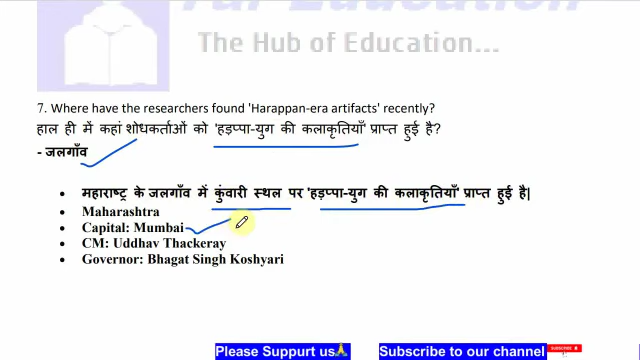 The Hub of Education...
7. Where have the researchers found 'Harappan-era artifacts' recently?
हाल ही में कहां शोधकर्ताओं को 'हड़प्पा-युग की कलाकृतियाँ' प्राप्त हुई है?
- जलगाँव
• महाराष्ट्र के जलगाँव में कुंवारी स्थल पर 'हड़प्पा-युग की कलाकृतियाँ' प्राप्त हुई है|
• Maharashtra
• Capital: Mumbai
• CM: Uddhav Thackeray
• Governor: Bhagat Singh Koshyari
Please Suppurt us🙏 Subscribe to our channel SUBSCRIBE